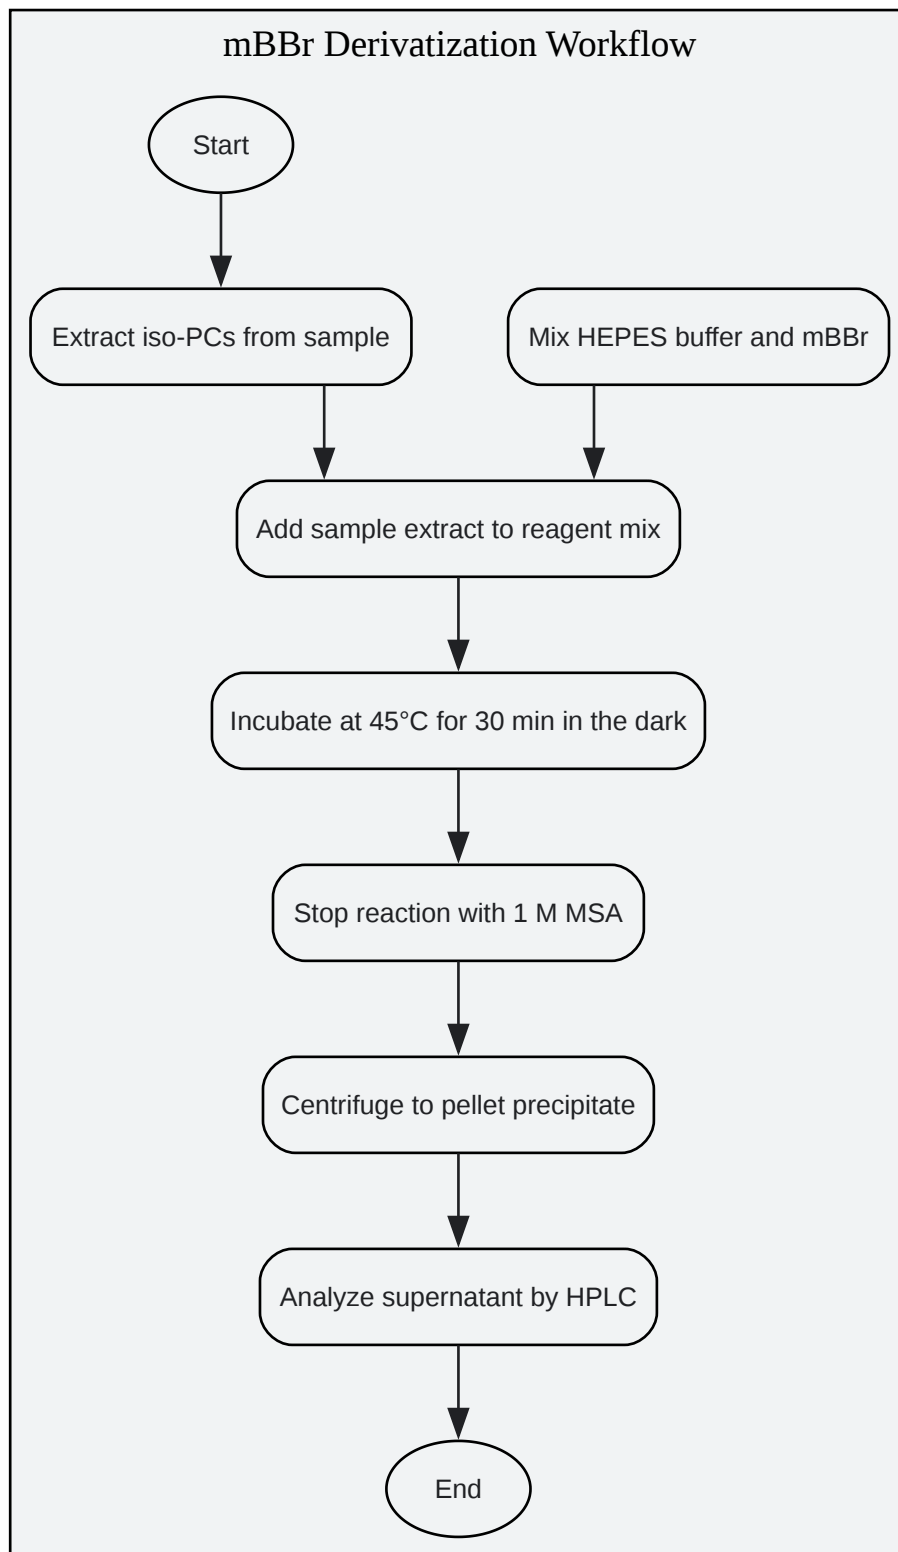 mBBr Derivatization Workflow
Start
Extract iso-PCs from sample
Mix HEPES buffer and mBBr
Add sample extract to reagent mix
Incubate at 45°C for 30 min in the dark
Stop reaction with 1 M MSA
Centrifuge to pellet precipitate
Analyze supernatant by HPLC
End